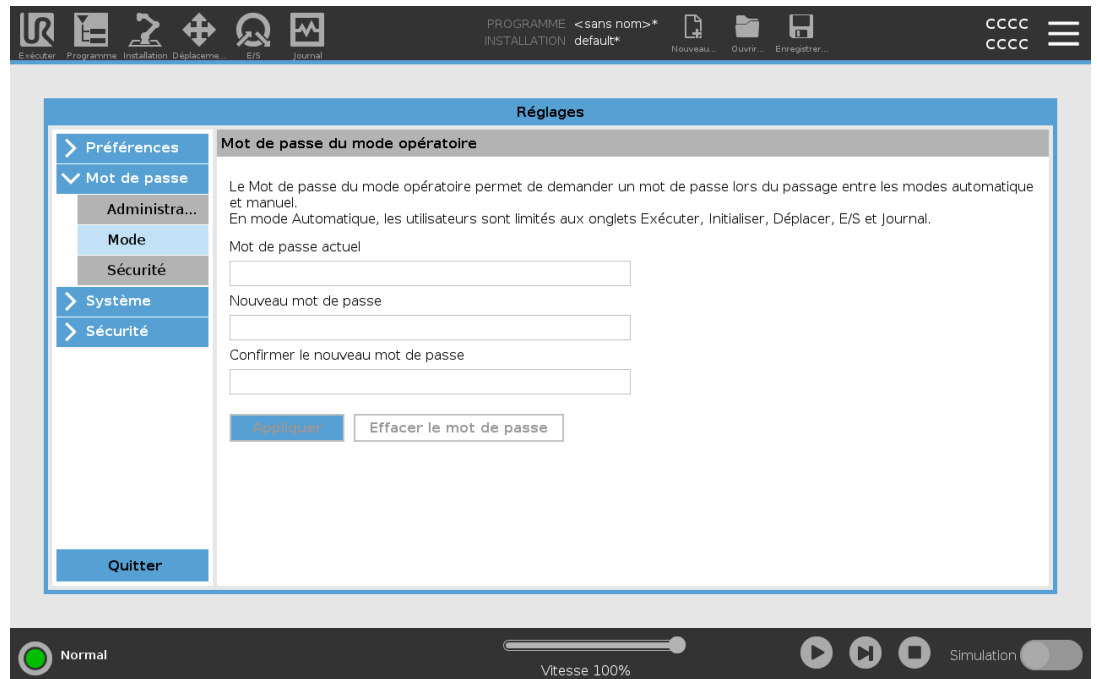 PROGRAMME <sans nom>*
INSTALLATION default*
cccc
cccc
Exécuter Programme Installation Déplaceme... E/S Journal Nouveau... Ouvrir... Enregistrer...
Réglages
Préférences
Mot de passe
Administra...
Mode
Sécurité
Système
Sécurité
Quitter
Mot de passe du mode opératoire
Le Mot de passe du mode opératoire permet de demander un mot de passe lors du passage entre les modes automatique
et manuel.
En mode Automatique, les utilisateurs sont limités aux onglets Exécuter, Initialiser, Déplacer, E/S et Journal.
Mot de passe actuel
Nouveau mot de passe
Confirmer le nouveau mot de passe
Appliquer Effacer le mot de passe
Normal
Vitesse 100%
Simulation